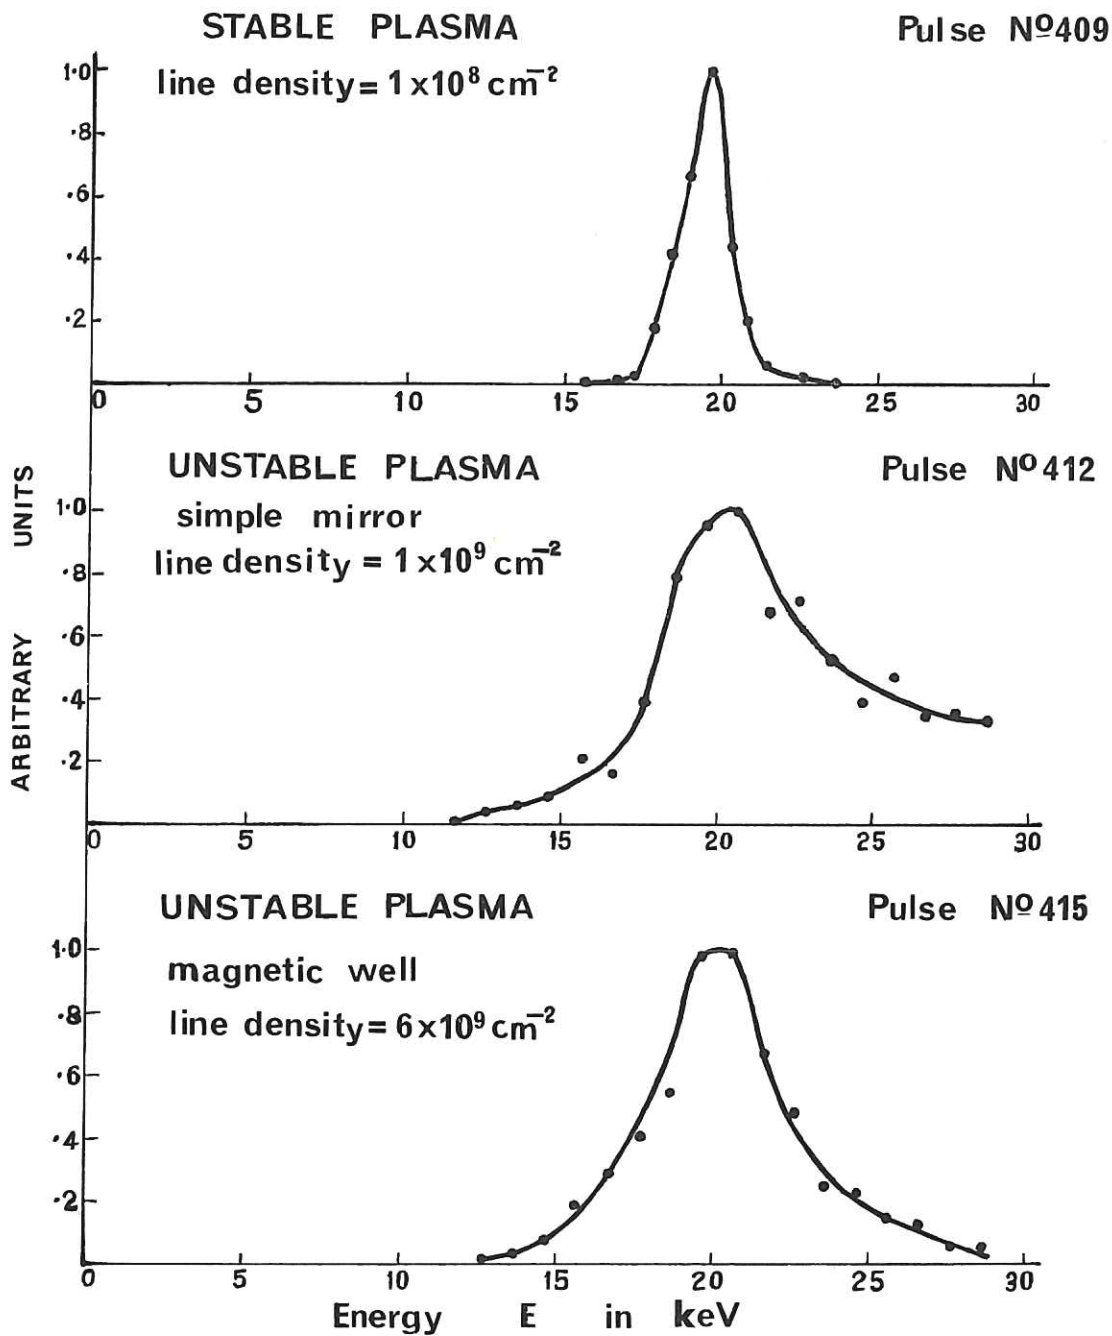 STABLE PLASMA
Pulse Nº409
line density = 1 x 10⁸ cm⁻²
1.0
.8
.6
.4
.2
0 5 10 15 20 25 30
UNSTABLE PLASMA
Pulse Nº412
simple mirror
line density = 1 x 10⁹ cm⁻²
1.0
.8
.6
.4
.2
0 5 10 15 20 25 30
ARBITRARY UNITS
UNSTABLE PLASMA
Pulse Nº415
magnetic well
line density = 6 x 10⁹ cm⁻²
1.0
.8
.6
.4
.2
0 5 10 15 20 25 30
Energy E in keV